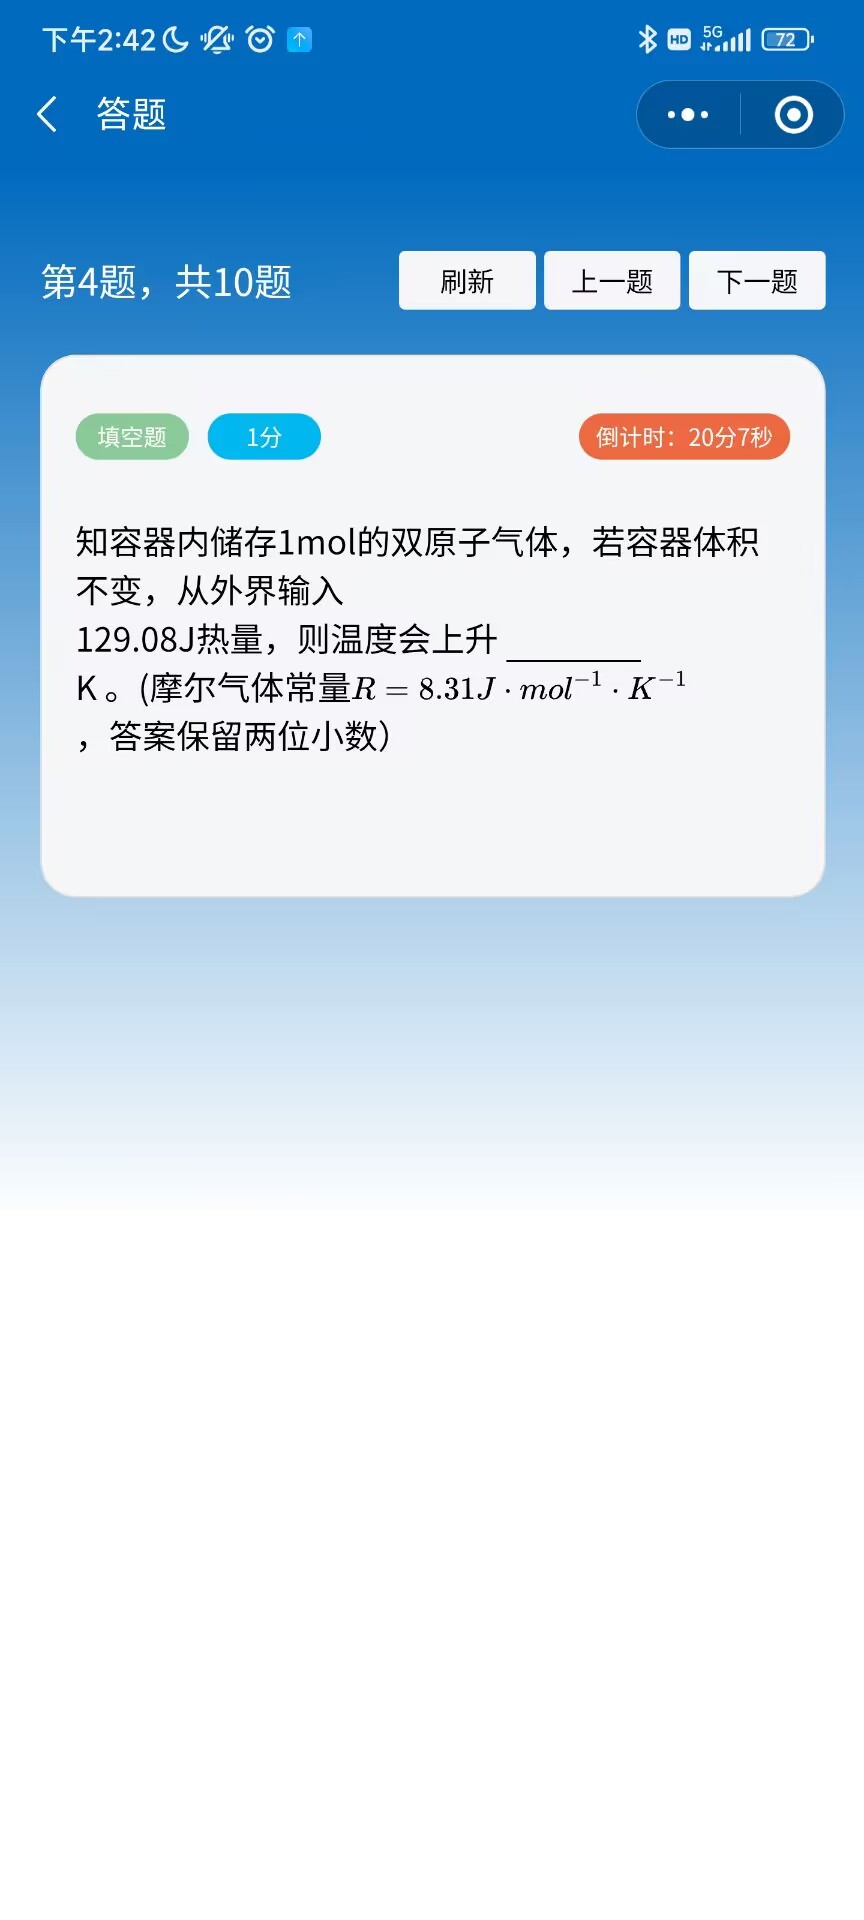 下午2:42 HD 5G 72
答题
第4题，共10题 刷新 上一题 下一题
填空题 1分 倒计时：20分7秒
知容器内储存1mol的双原子气体，若容器体积
不变，从外界输入
129.08J热量，则温度会上升 ________
K 。(摩尔气体常量R = 8.31J · mol⁻¹ · K⁻¹
，答案保留两位小数）